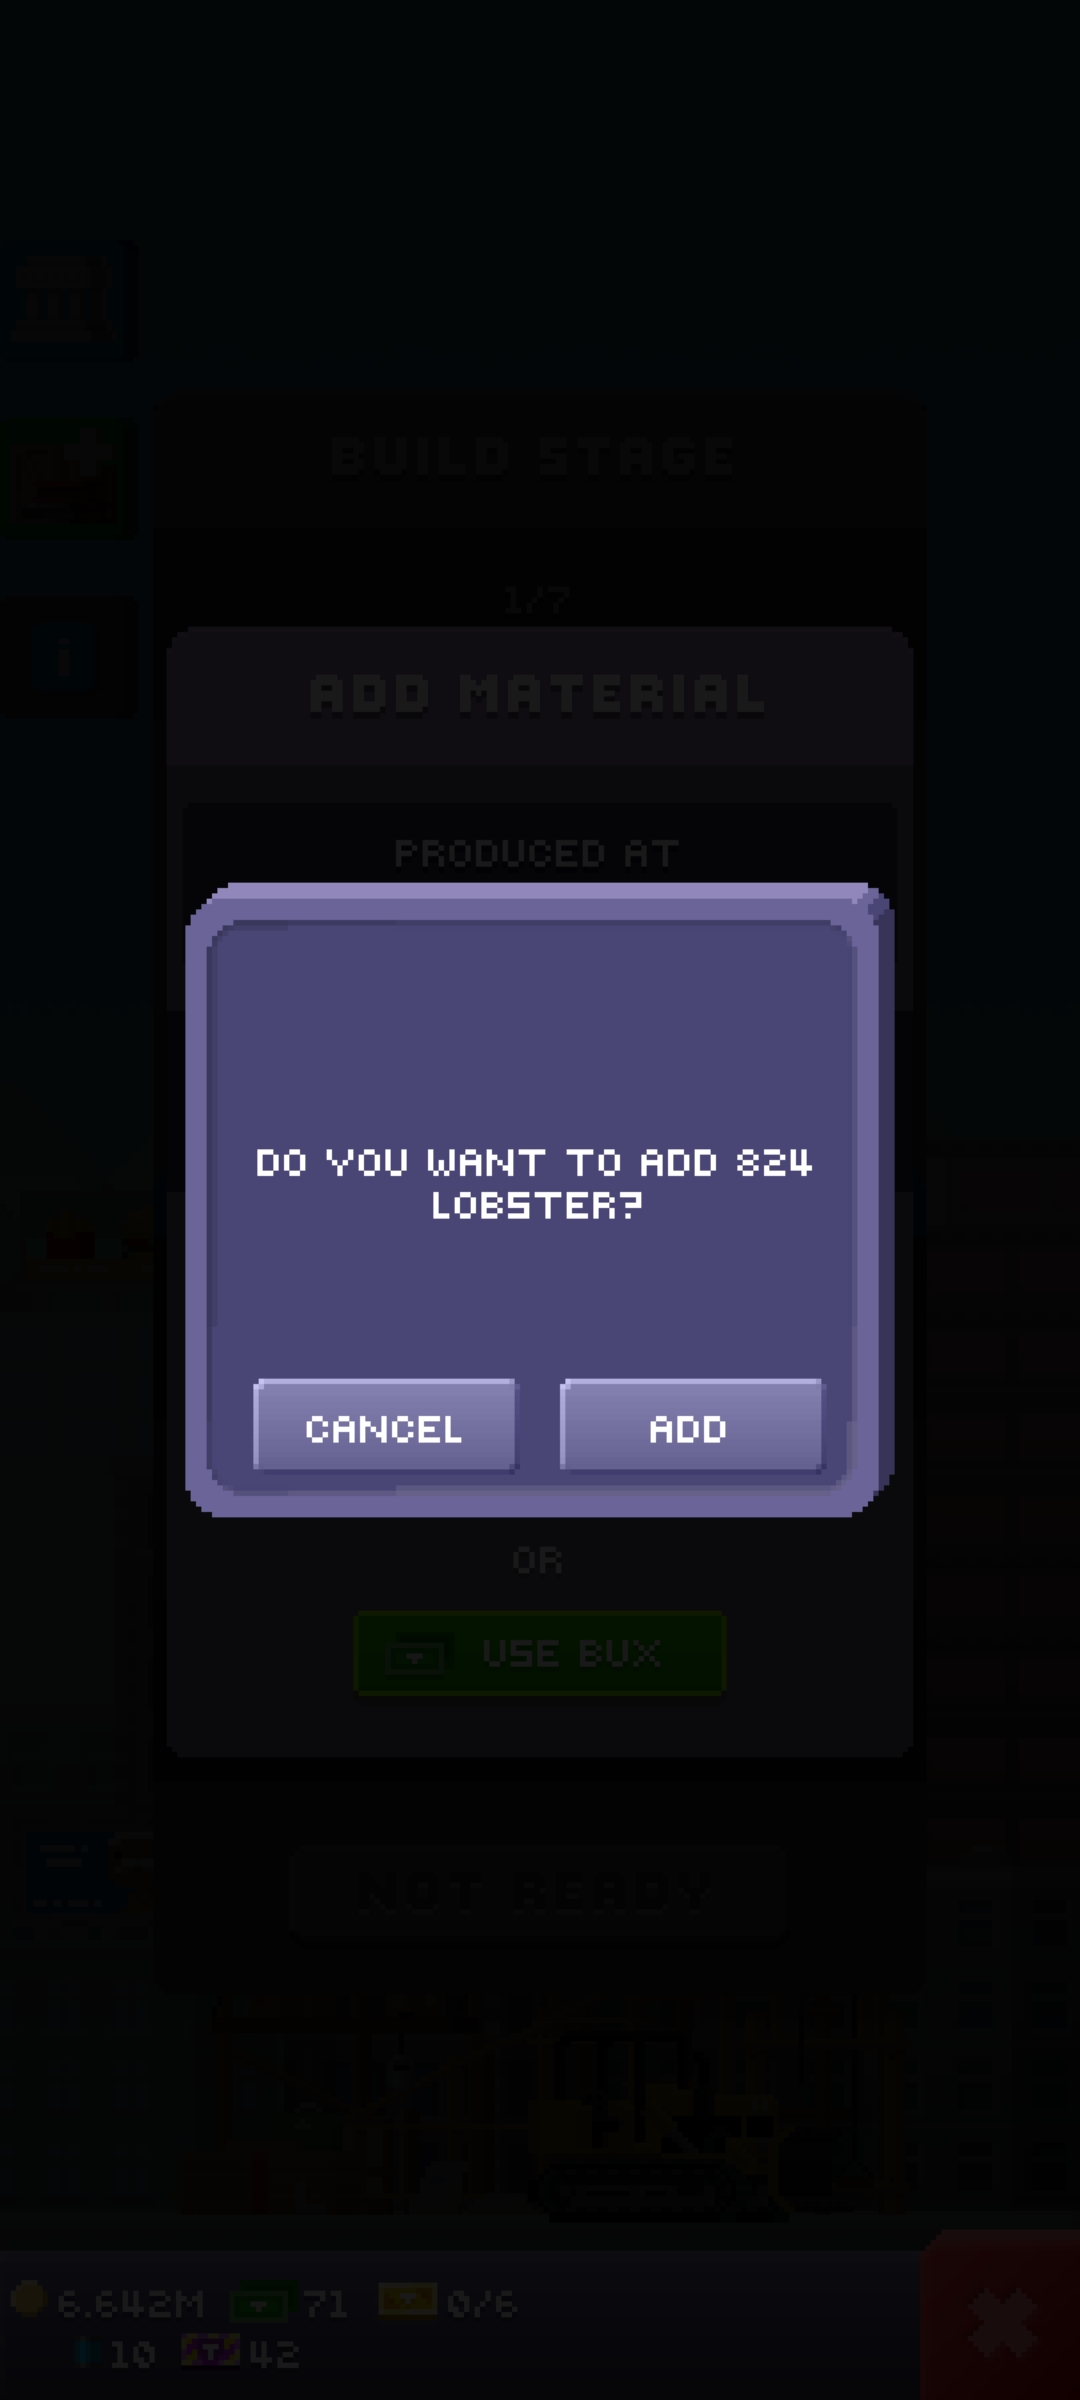 BUILD STAGE
1/7
i
ADD MATERIAL
PRODUCED AT
DO YOU WANT TO ADD 824
LOBSTER?
CANCEL
ADD
OR
USE BUX
NOT READY
6.642M 71 0/6
10 T 42